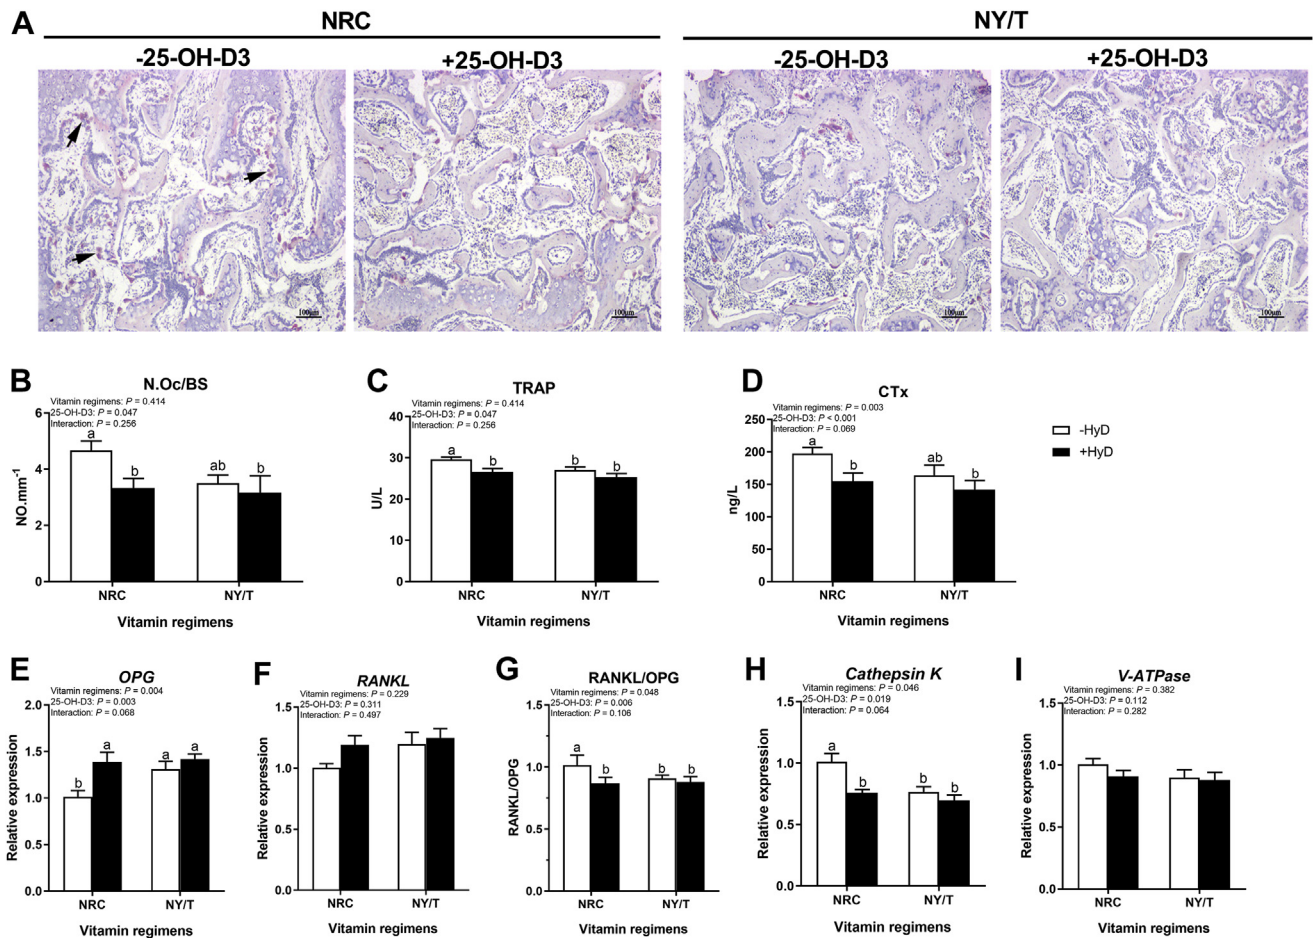 A
NRC
NY/T
-25-OH-D3
+25-OH-D3
-25-OH-D3
+25-OH-D3
100μm
100μm
100μm
100μm
B
N.Oc/BS
Vitamin regimens: P = 0.414
25-OH-D3: P = 0.047
Interaction: P = 0.256
NO.mm-1
6
4
2
0
a
b
ab
b
NRC
NY/T
Vitamin regimens
C
TRAP
Vitamin regimens: P = 0.414
25-OH-D3: P = 0.047
Interaction: P = 0.256
U/L
40
30
20
10
0
a
b
b
b
NRC
NY/T
Vitamin regimens
D
CTx
Vitamin regimens: P = 0.003
25-OH-D3: P < 0.001
Interaction: P = 0.069
ng/L
250
200
150
100
50
0
a
b
ab
b
NRC
NY/T
Vitamin regimens
-HyD
+HyD
E
OPG
Vitamin regimens: P = 0.004
25-OH-D3: P = 0.003
Interaction: P = 0.068
Relative expression
2.0
1.5
1.0
0.5
0.0
b
a
a
a
NRC
NY/T
Vitamin regimens
F
RANKL
Vitamin regimens: P = 0.229
25-OH-D3: P = 0.311
Interaction: P = 0.497
Relative expression
1.5
1.0
0.5
0.0
NRC
NY/T
Vitamin regimens
G
RANKL/OPG
Vitamin regimens: P = 0.048
25-OH-D3: P = 0.006
Interaction: P = 0.106
RANKL/OPG
1.5
1.0
0.5
0.0
a
b
b
b
NRC
NY/T
Vitamin regimens
H
Cathepsin K
Vitamin regimens: P = 0.046
25-OH-D3: P = 0.019
Interaction: P = 0.064
Relative expression
1.5
1.0
0.5
0.0
a
b
b
b
NRC
NY/T
Vitamin regimens
I
V-ATPase
Vitamin regimens: P = 0.382
25-OH-D3: P = 0.112
Interaction: P = 0.282
Relative expression
1.5
1.0
0.5
0.0
NRC
NY/T
Vitamin regimens